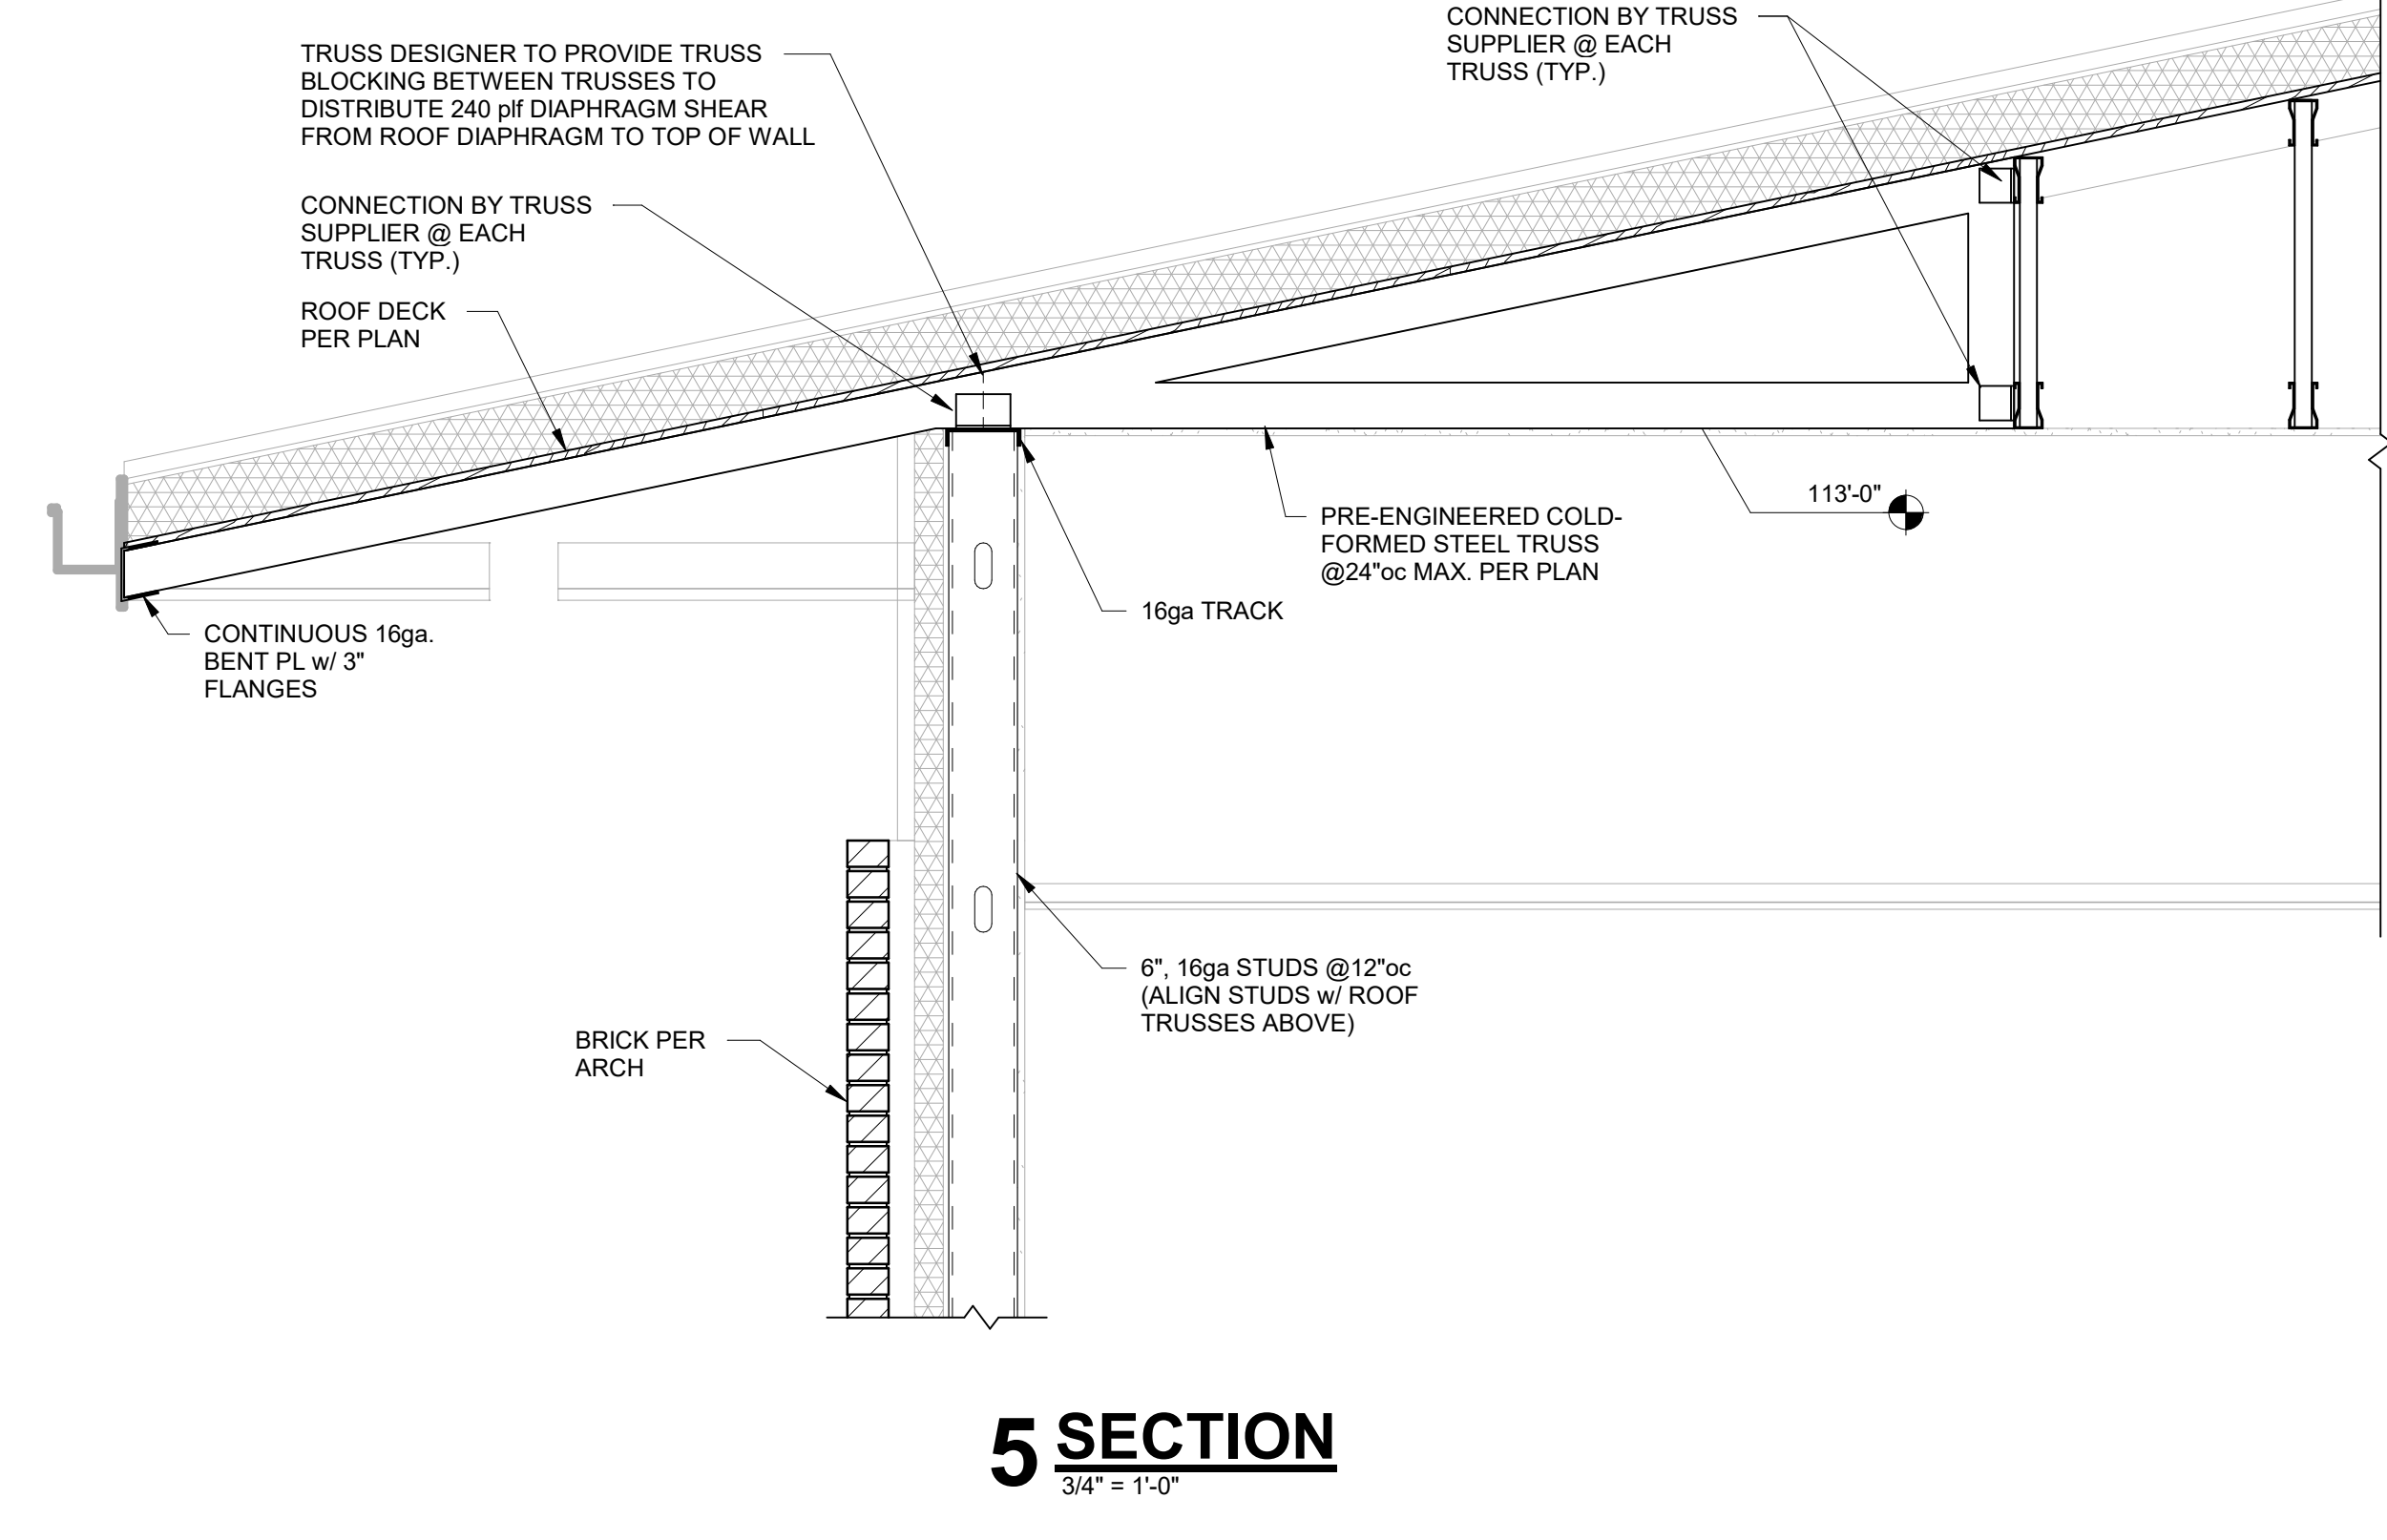 TRUSS DESIGNER TO PROVIDE TRUSS
BLOCKING BETWEEN TRUSSES TO
DISTRIBUTE 240 plf DIAPHRAGM SHEAR
FROM ROOF DIAPHRAGM TO TOP OF WALL
CONNECTION BY TRUSS
SUPPLIER @ EACH
TRUSS (TYP.)
CONNECTION BY TRUSS
SUPPLIER @ EACH
TRUSS (TYP.)
ROOF DECK
PER PLAN
113'-0"
PRE-ENGINEERED COLD-
FORMED STEEL TRUSS
@24"oc MAX. PER PLAN
16ga TRACK
CONTINUOUS 16ga.
BENT PL w/ 3"
FLANGES
6", 16ga STUDS @12"oc
(ALIGN STUDS w/ ROOF
TRUSSES ABOVE)
BRICK PER
ARCH
5 SECTION
3/4" = 1'-0"